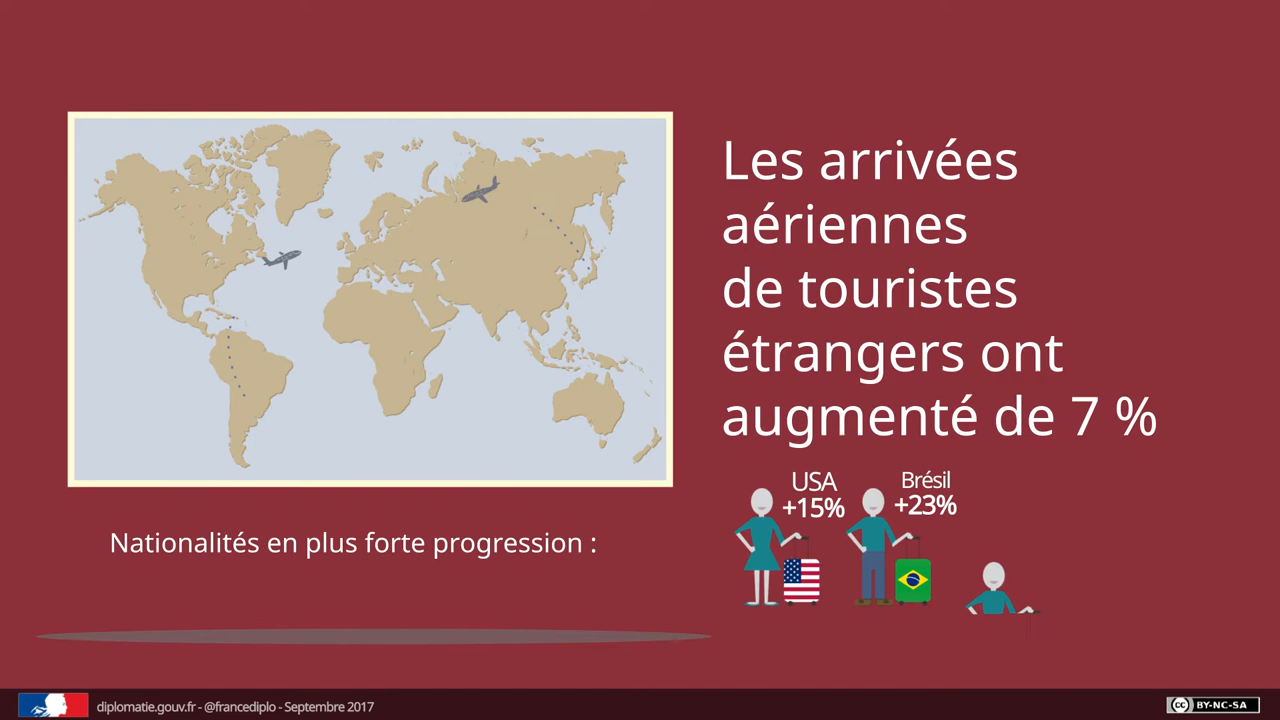 Les arrivées
aériennes
de touristes
étrangers ont
augmenté de 7 %
USA
+15%
Brésil
+23%
Nationalités en plus forte progression :
diplomatie.gouv.fr - @francediplo - Septembre 2017
cc BY-NC-SA